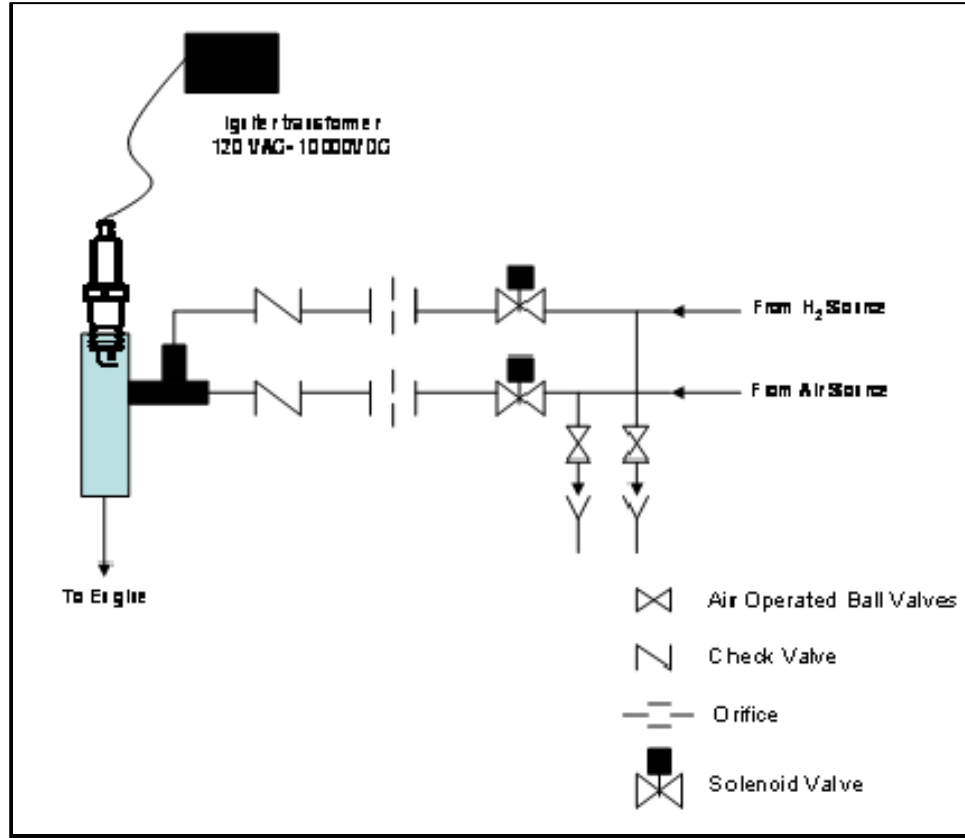 Igniter transformer
120 VAC- 10000VDC
From H2 Source
From Air Source
To Engine
Air Operated Ball Valves
Check Valve
Orifice
Solenoid Valve